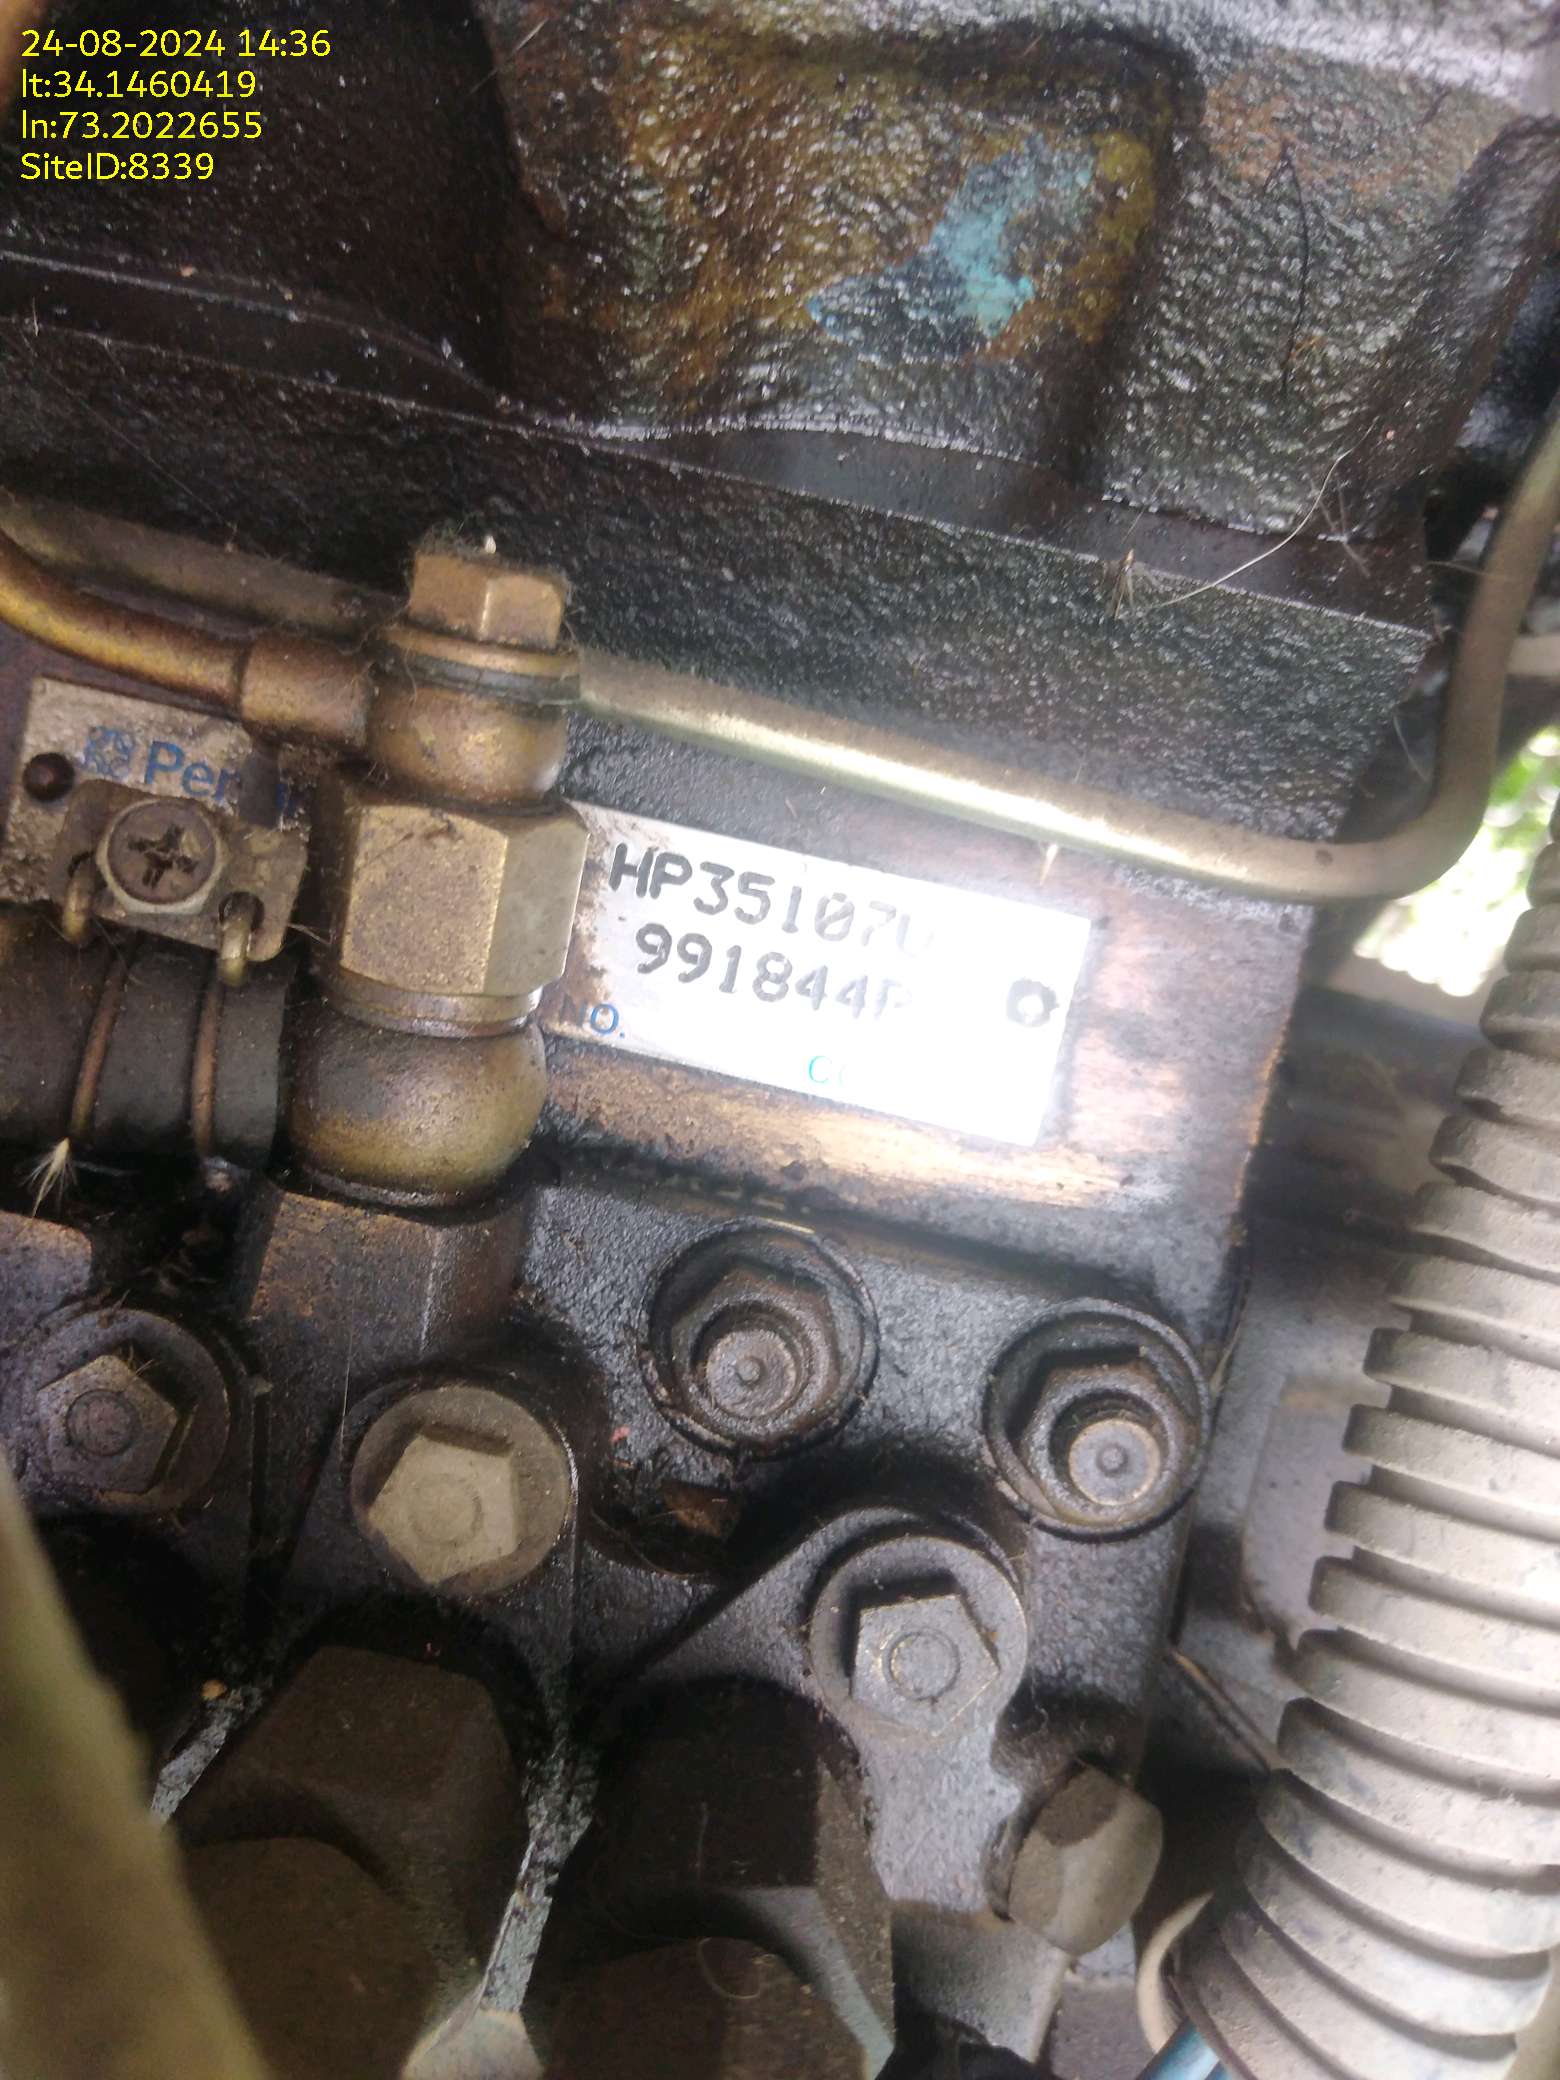 24-08-2024 14:36
lt:34.1460419
ln:73.2022655
SiteID:8339
HP35107U
991844P
NO.